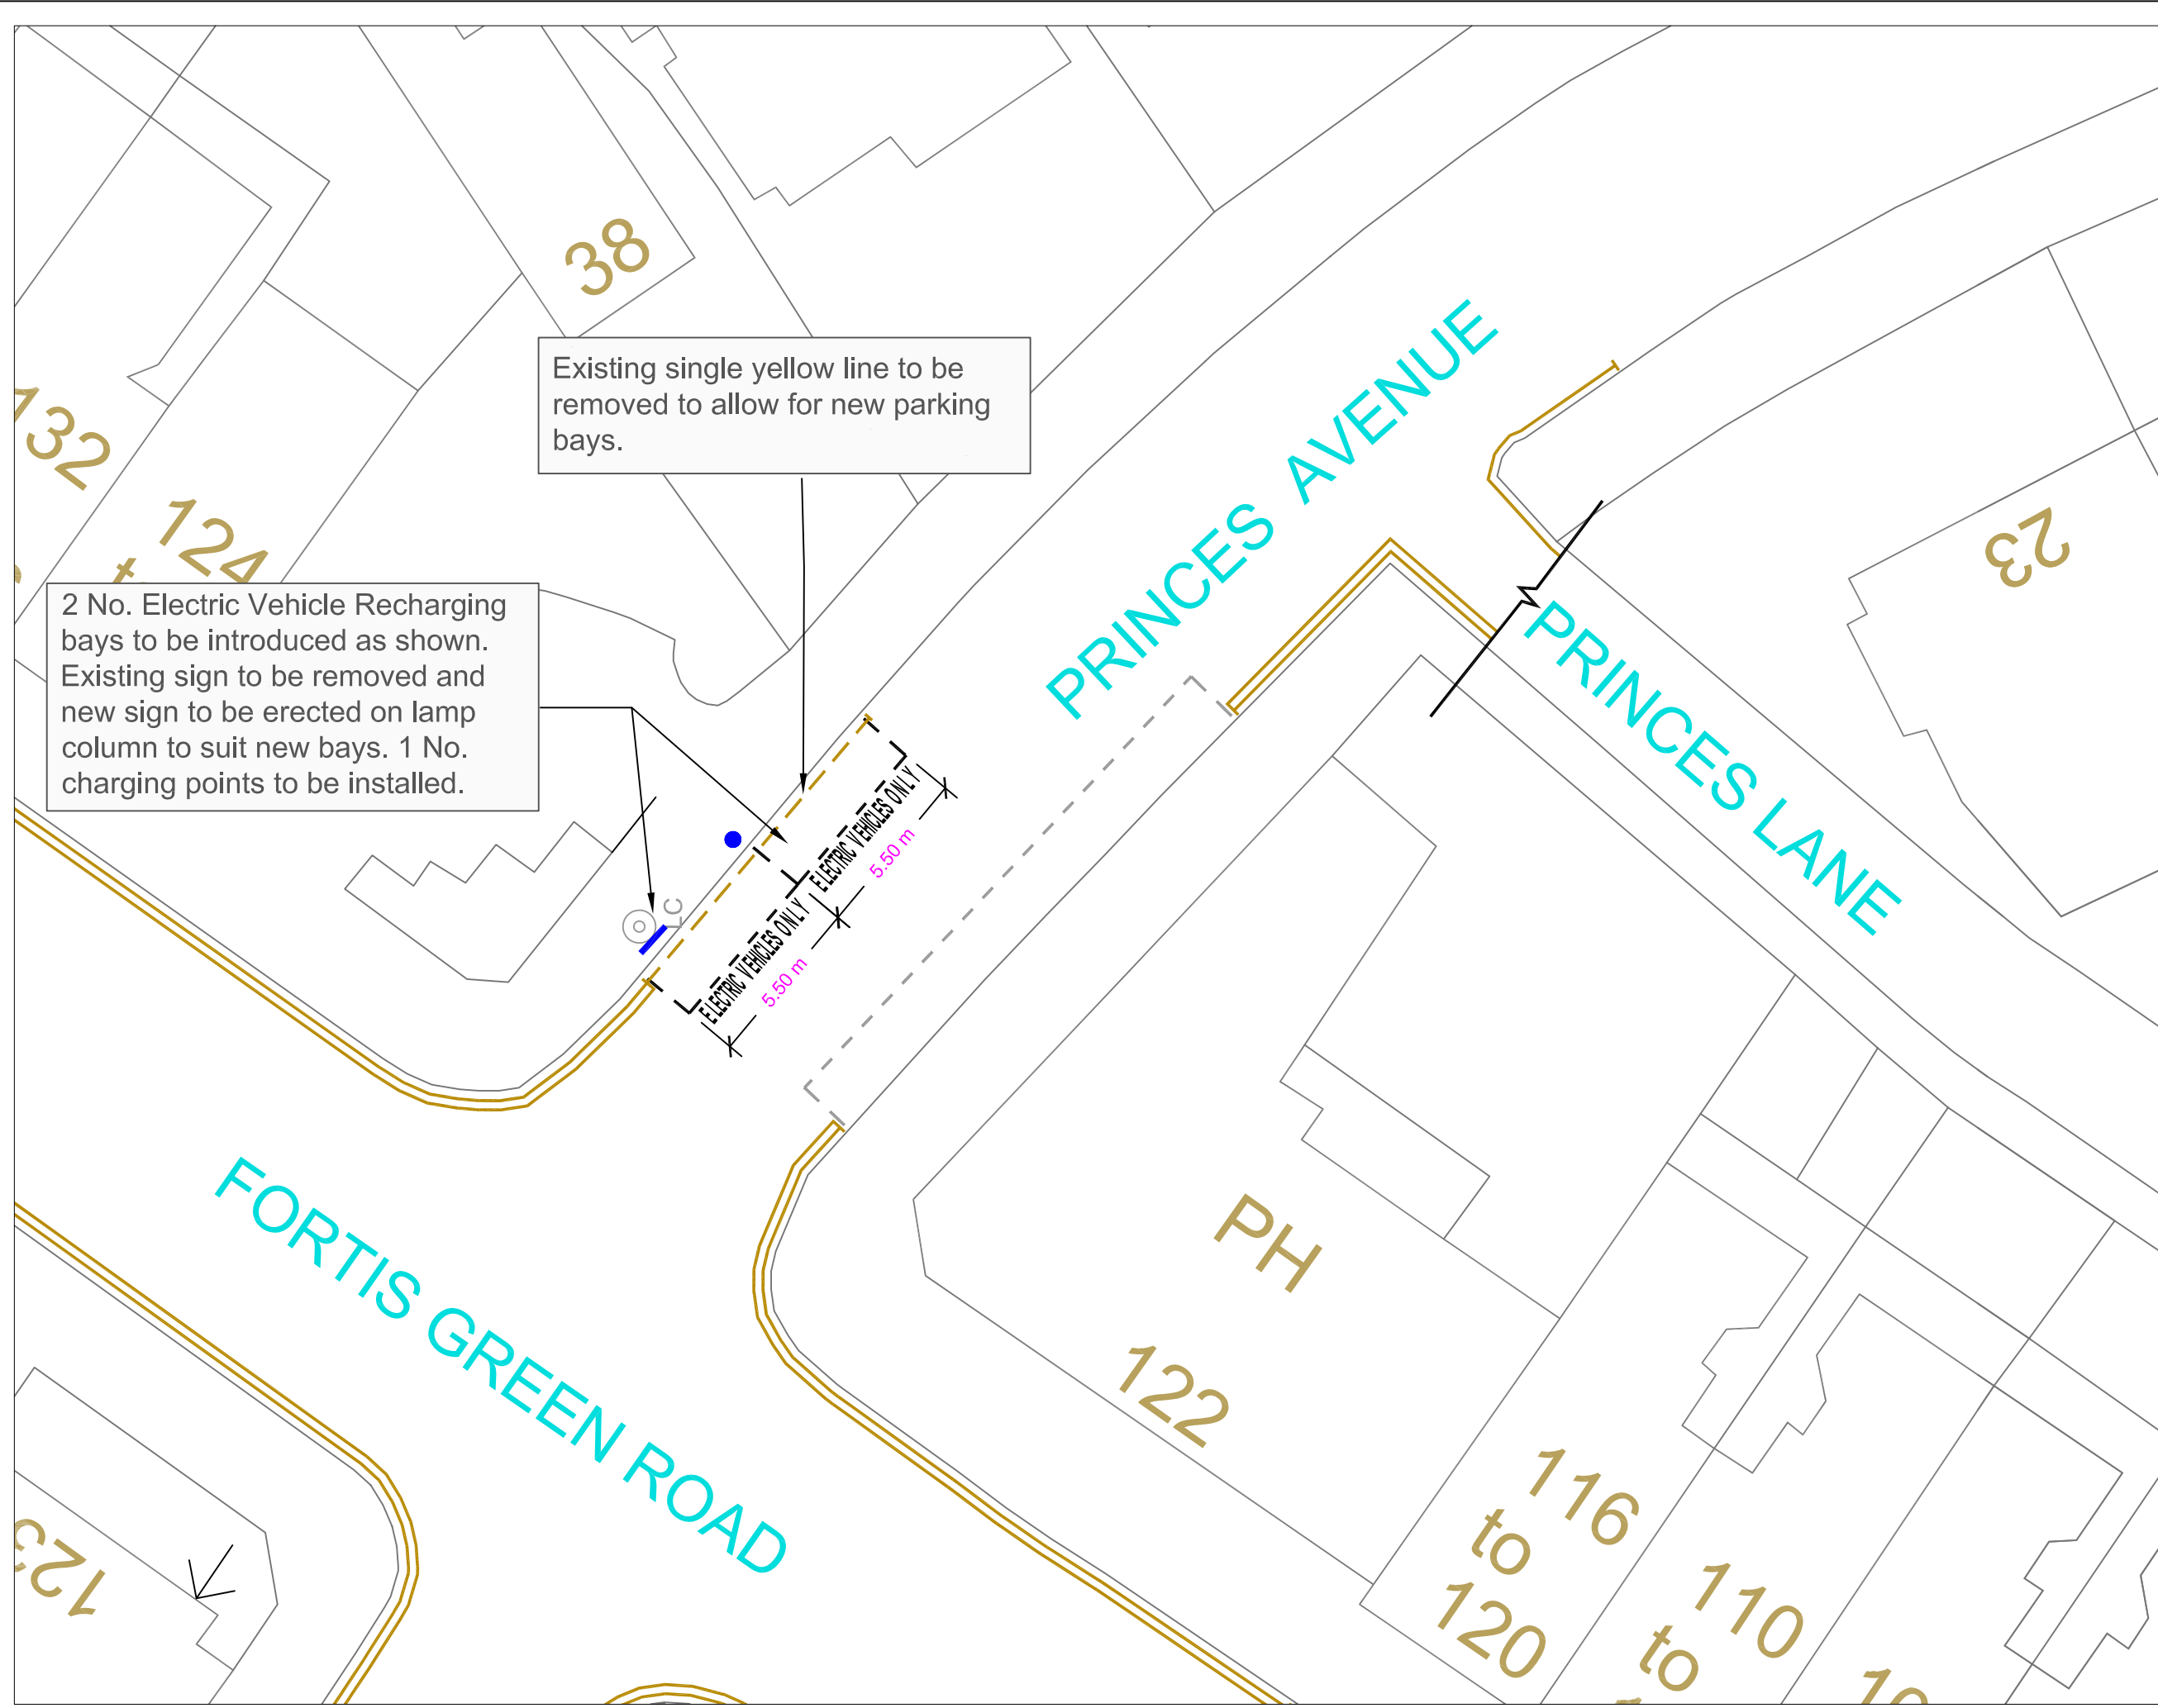 38
Existing single yellow line to be
removed to allow for new parking
bays.
PRINCES AVENUE
132
124
2 No. Electric Vehicle Recharging
bays to be introduced as shown.
Existing sign to be removed and
new sign to be erected on lamp
column to suit new bays. 1 No.
charging points to be installed.
23
PRINCES LANE
ELECTRIC VEHICLES ONLY
5.50 m
LC
ELECTRIC VEHICLES ONLY
5.50 m
FORTIS GREEN ROAD
PH
122
116
to
120
110
to
123